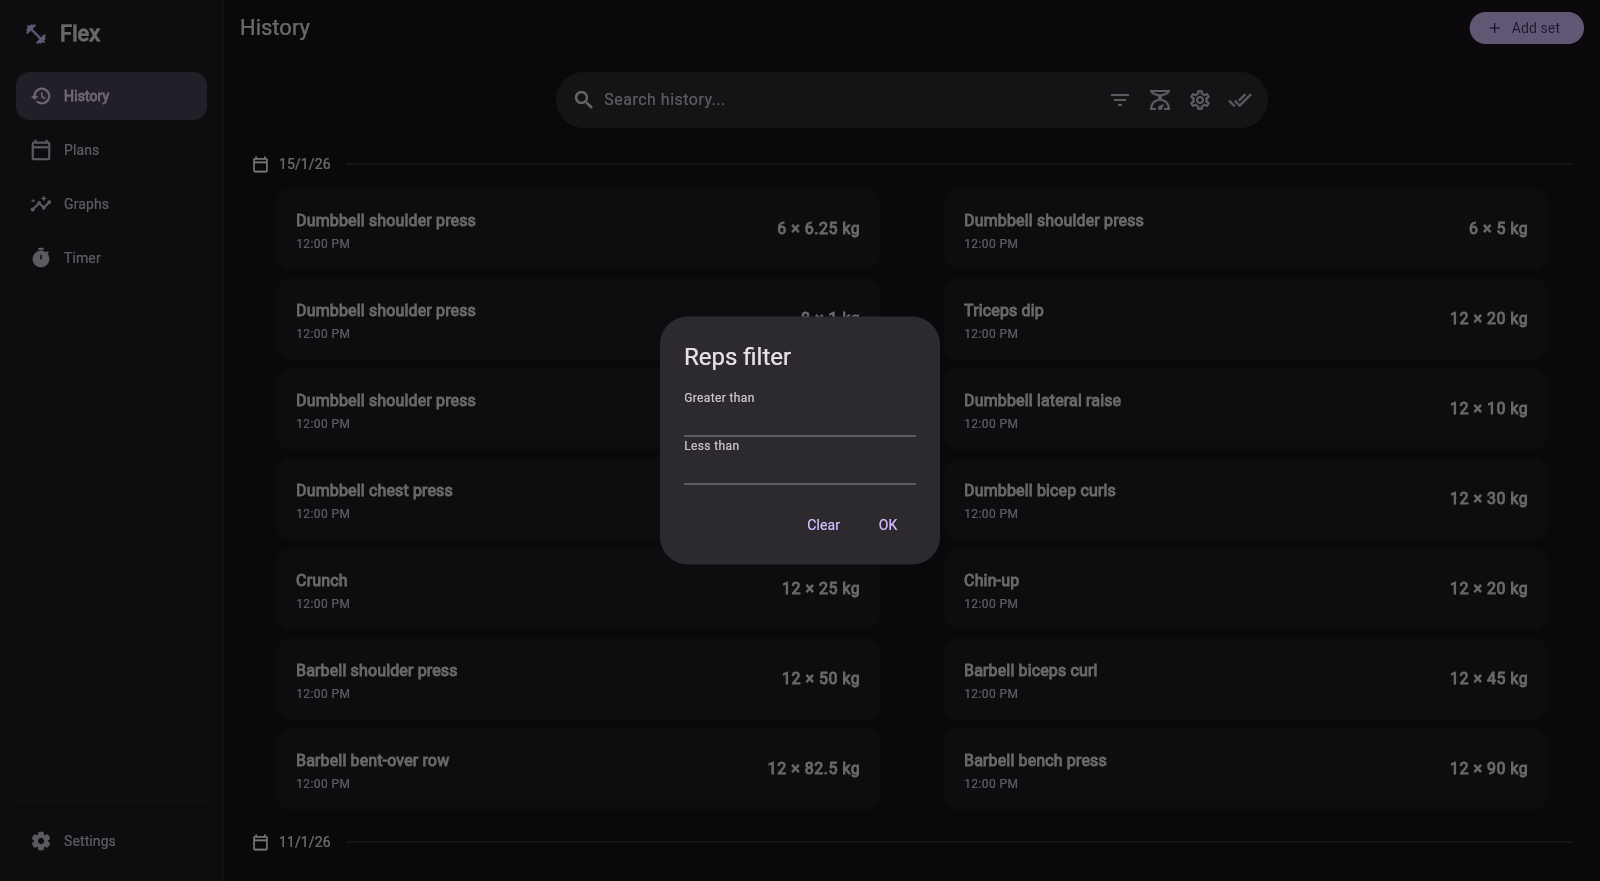 Flex
History
Plans
Graphs
Timer
Settings
History
Add set
Search history...
15/1/26
Dumbbell shoulder press
12:00 PM
6 × 6.25 kg
Dumbbell shoulder press
12:00 PM
6 × 5 kg
Dumbbell shoulder press
12:00 PM
Triceps dip
12:00 PM
12 × 20 kg
Dumbbell shoulder press
12:00 PM
Dumbbell lateral raise
12:00 PM
12 × 10 kg
Dumbbell chest press
12:00 PM
Dumbbell bicep curls
12:00 PM
12 × 30 kg
Crunch
12:00 PM
12 × 25 kg
Chin-up
12:00 PM
12 × 20 kg
Barbell shoulder press
12:00 PM
12 × 50 kg
Barbell biceps curl
12:00 PM
12 × 45 kg
Barbell bent-over row
12:00 PM
12 × 82.5 kg
Barbell bench press
12:00 PM
12 × 90 kg
11/1/26
Reps filter
Greater than
Less than
Clear
OK